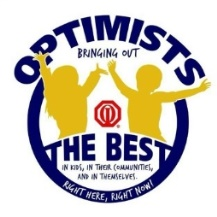 OPTIMISTS
BRINGING OUT
THE BEST
IN KIDS, IN THEIR COMMUNITIES,
AND IN THEMSELVES.
RIGHT HERE, RIGHT NOW!